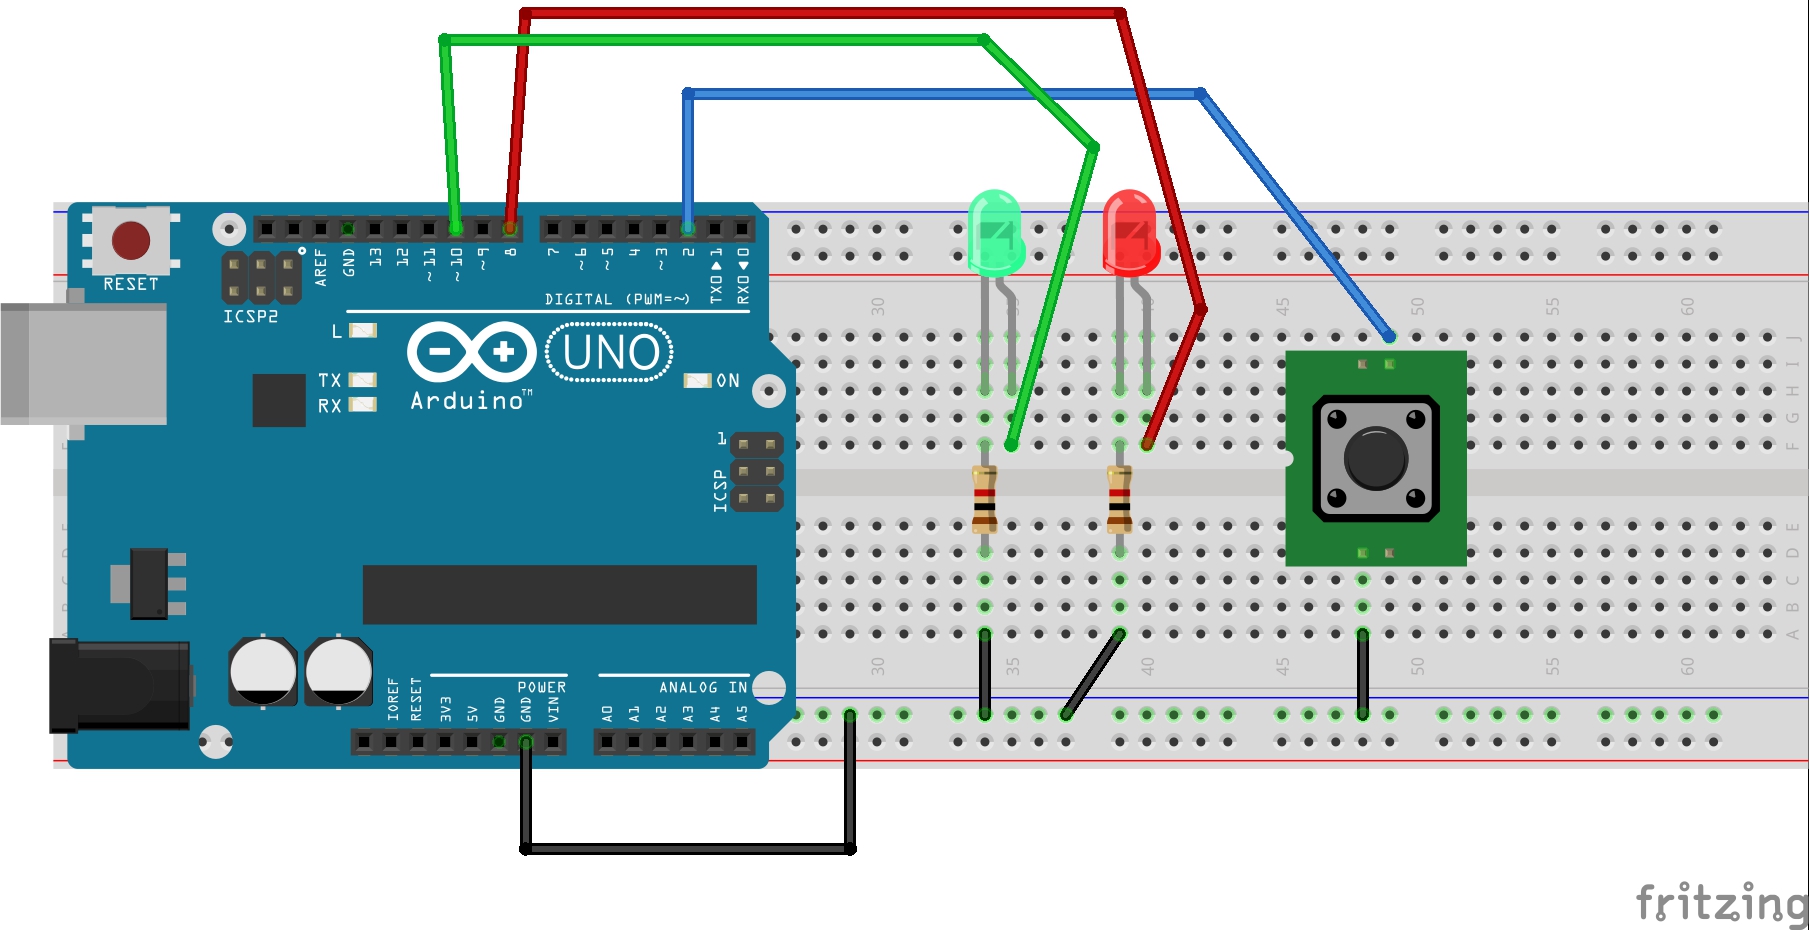 RESET
ICSP2
AREF
GND
13
12
~11
~10
~9
8
7
~6
~5
4
~3
2
TX0▶1
RX0◀0
DIGITAL (PWM=~)
L
TX
RX
UNO
Arduino™
ON
1
ICSP
IOREF
RESET
3V3
5V
GND
GND
VIN
POWER
ANALOG IN
A0
A1
A2
A3
A4
A5
30
35
40
45
50
55
60
J
I
H
G
F
E
D
C
B
A
30
35
40
45
50
55
60
fritzing